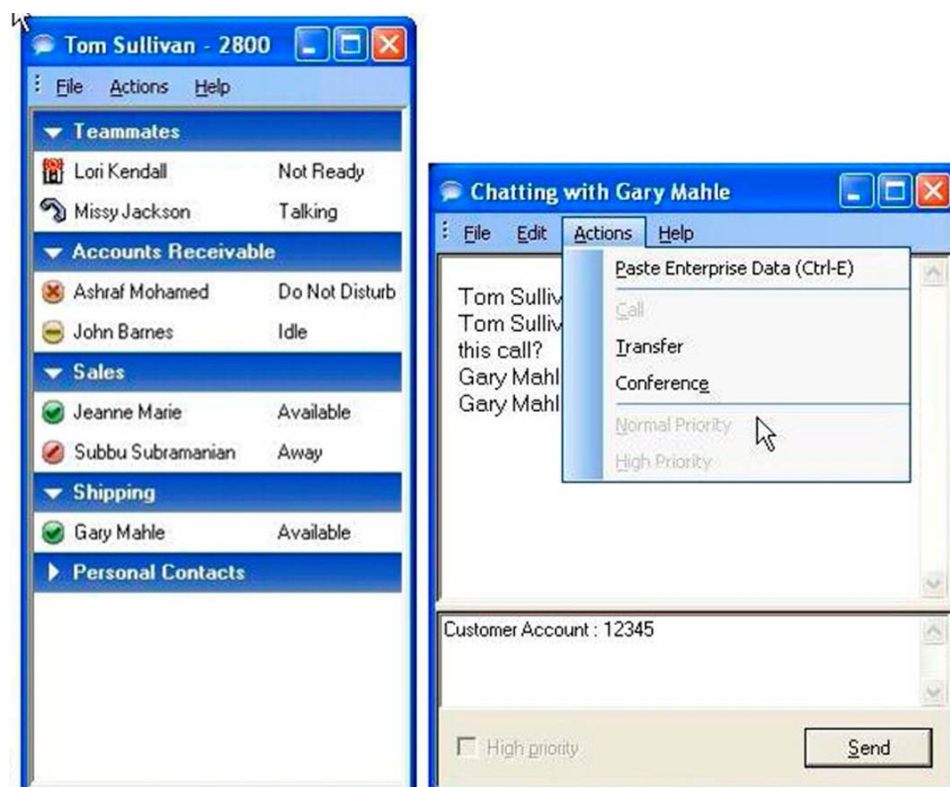 Tom Sullivan - 2800
File Actions Help
Teammates
Lori Kendall Not Ready
Missy Jackson Talking
Accounts Receivable
Ashraf Mohamed Do Not Disturb
John Barnes Idle
Sales
Jeanne Marie Available
Subbu Subramanian Away
Shipping
Gary Mahle Available
Personal Contacts
Chatting with Gary Mahle
File Edit Actions Help
Paste Enterprise Data (Ctrl-E)
Call
Transfer
Conference
Normal Priority
High Priority
Tom Sulliv
Tom Sulliv
this call?
Gary Mahl
Gary Mahl
Customer Account : 12345
High priority
Send